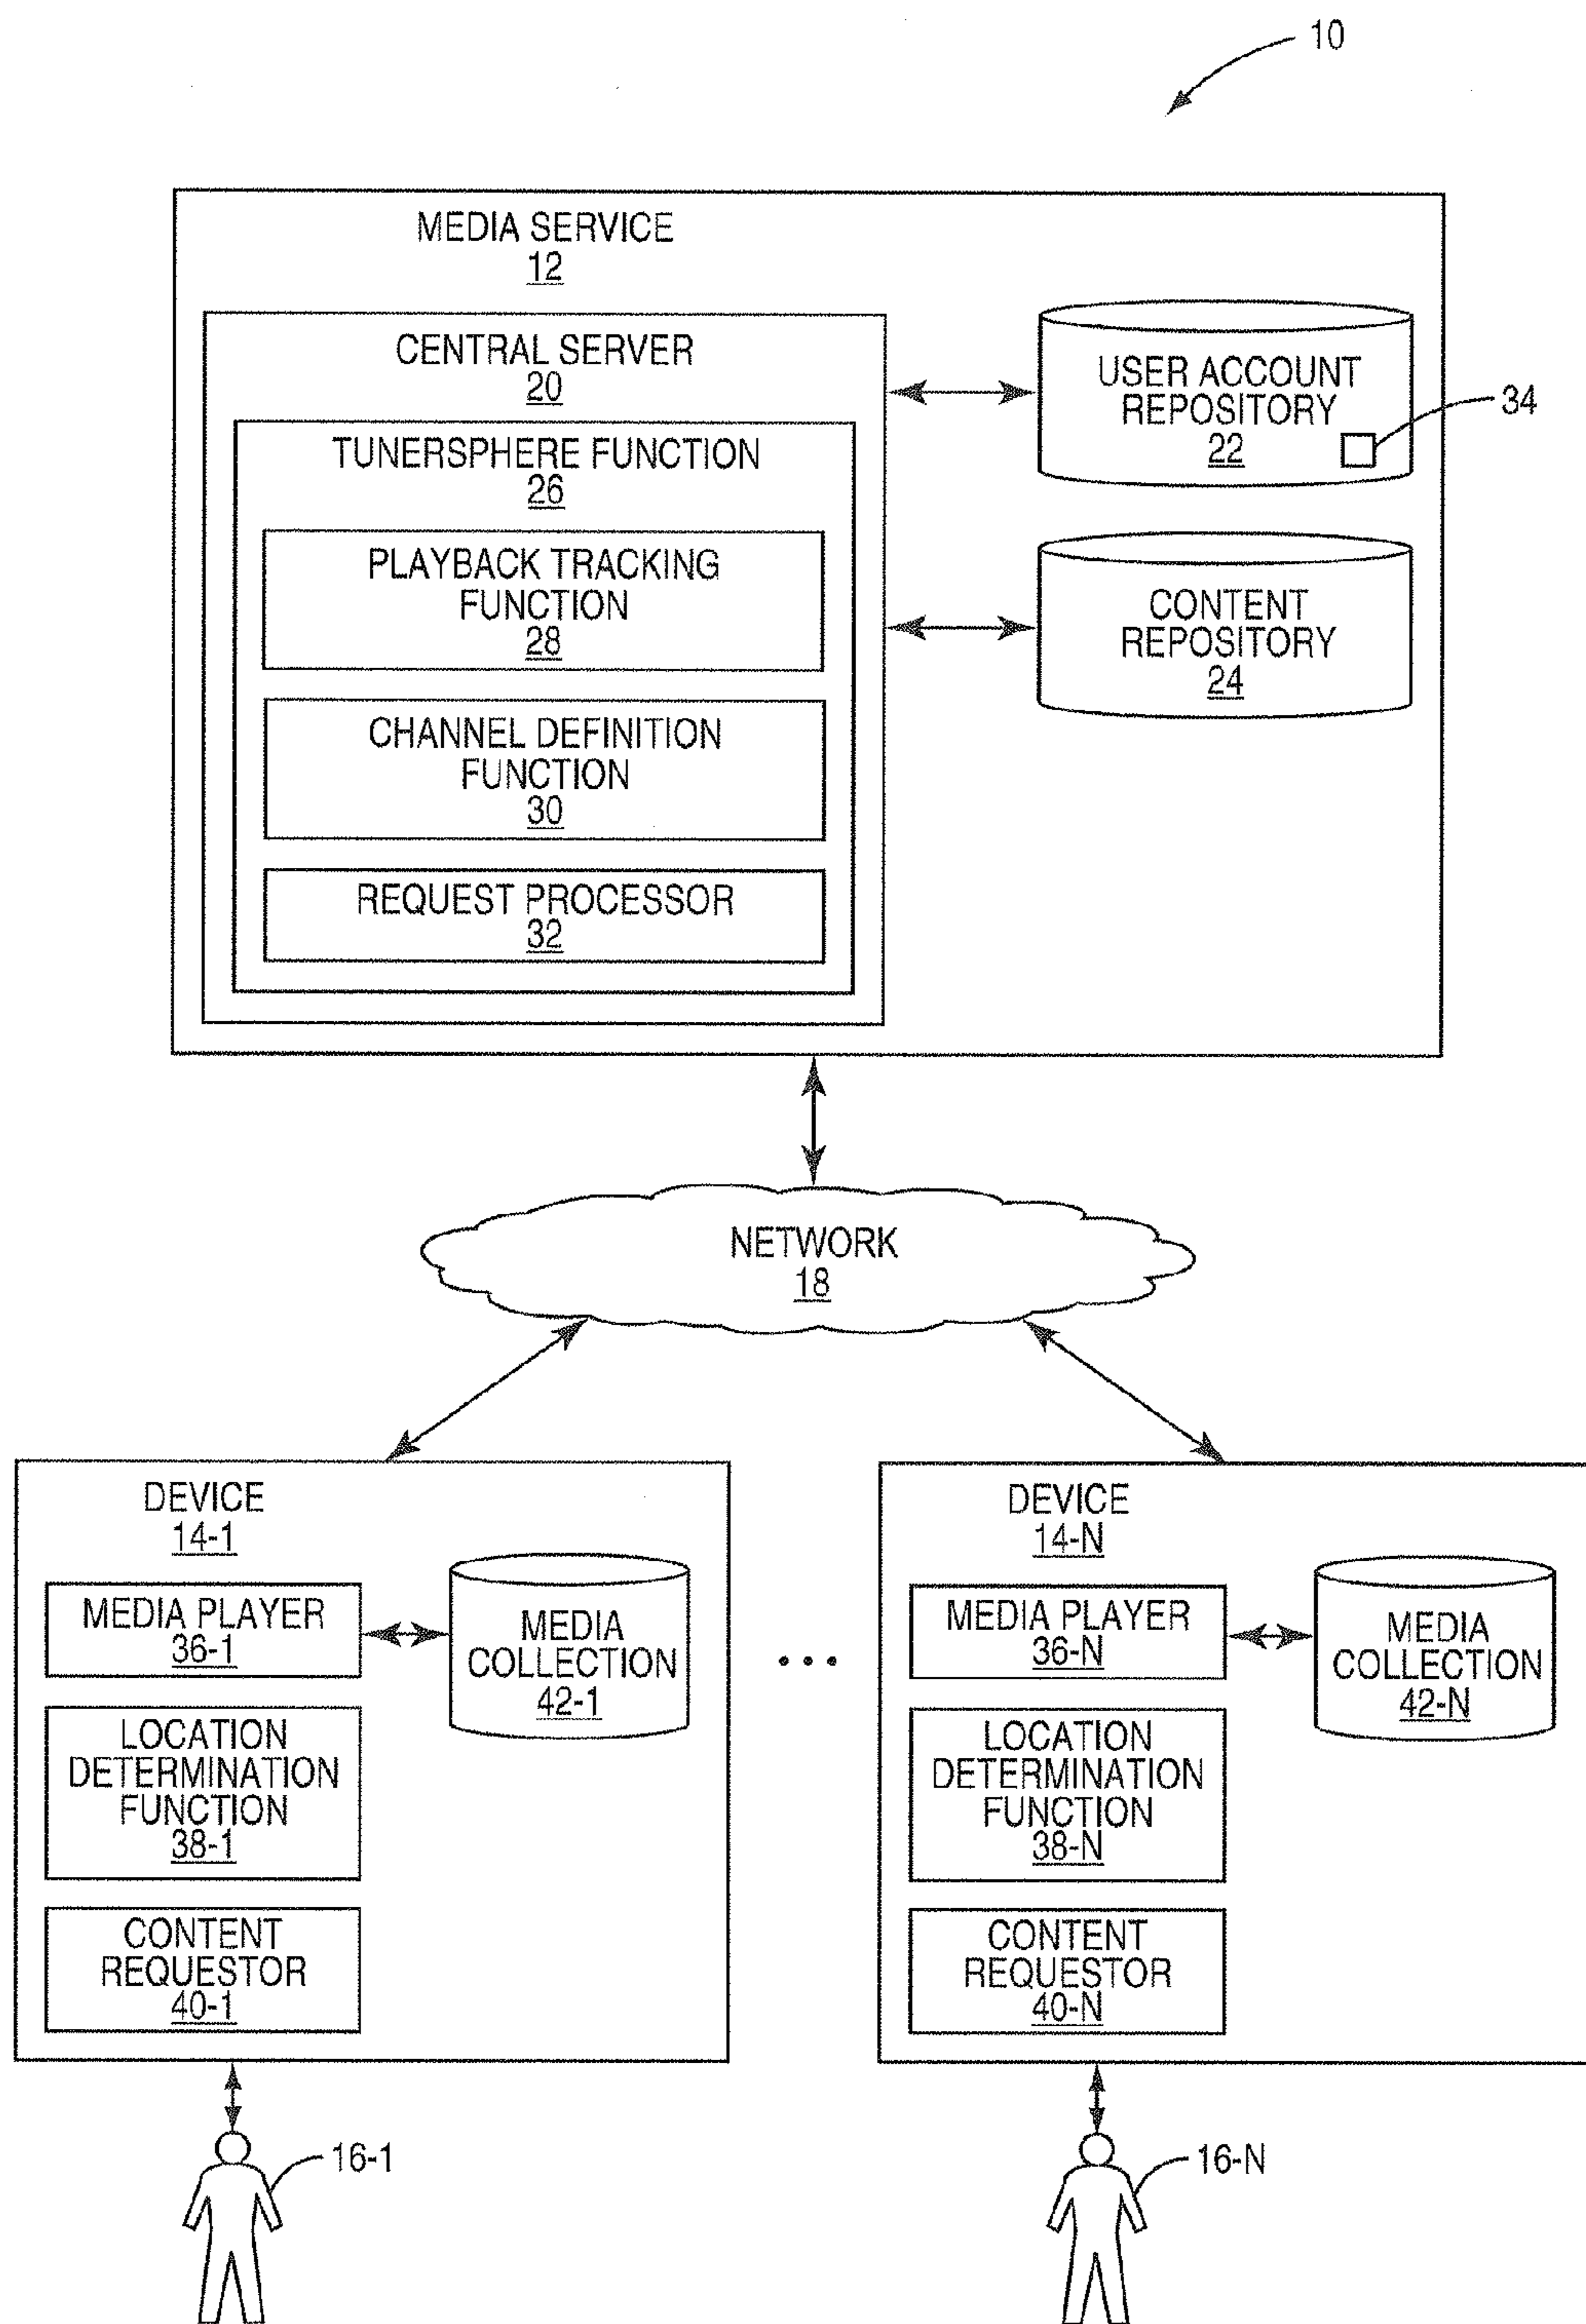 10
MEDIA SERVICE
12
CENTRAL SERVER
20
TUNERSPHERE FUNCTION
26
PLAYBACK TRACKING
FUNCTION
28
CHANNEL DEFINITION
FUNCTION
30
REQUEST PROCESSOR
32
USER ACCOUNT
REPOSITORY
22
34
CONTENT
REPOSITORY
24
NETWORK
18
DEVICE
14-1
MEDIA PLAYER
36-1
MEDIA
COLLECTION
42-1
LOCATION
DETERMINATION
FUNCTION
38-1
CONTENT
REQUESTOR
40-1
16-1
DEVICE
14-N
MEDIA PLAYER
36-N
MEDIA
COLLECTION
42-N
LOCATION
DETERMINATION
FUNCTION
38-N
CONTENT
REQUESTOR
40-N
16-N